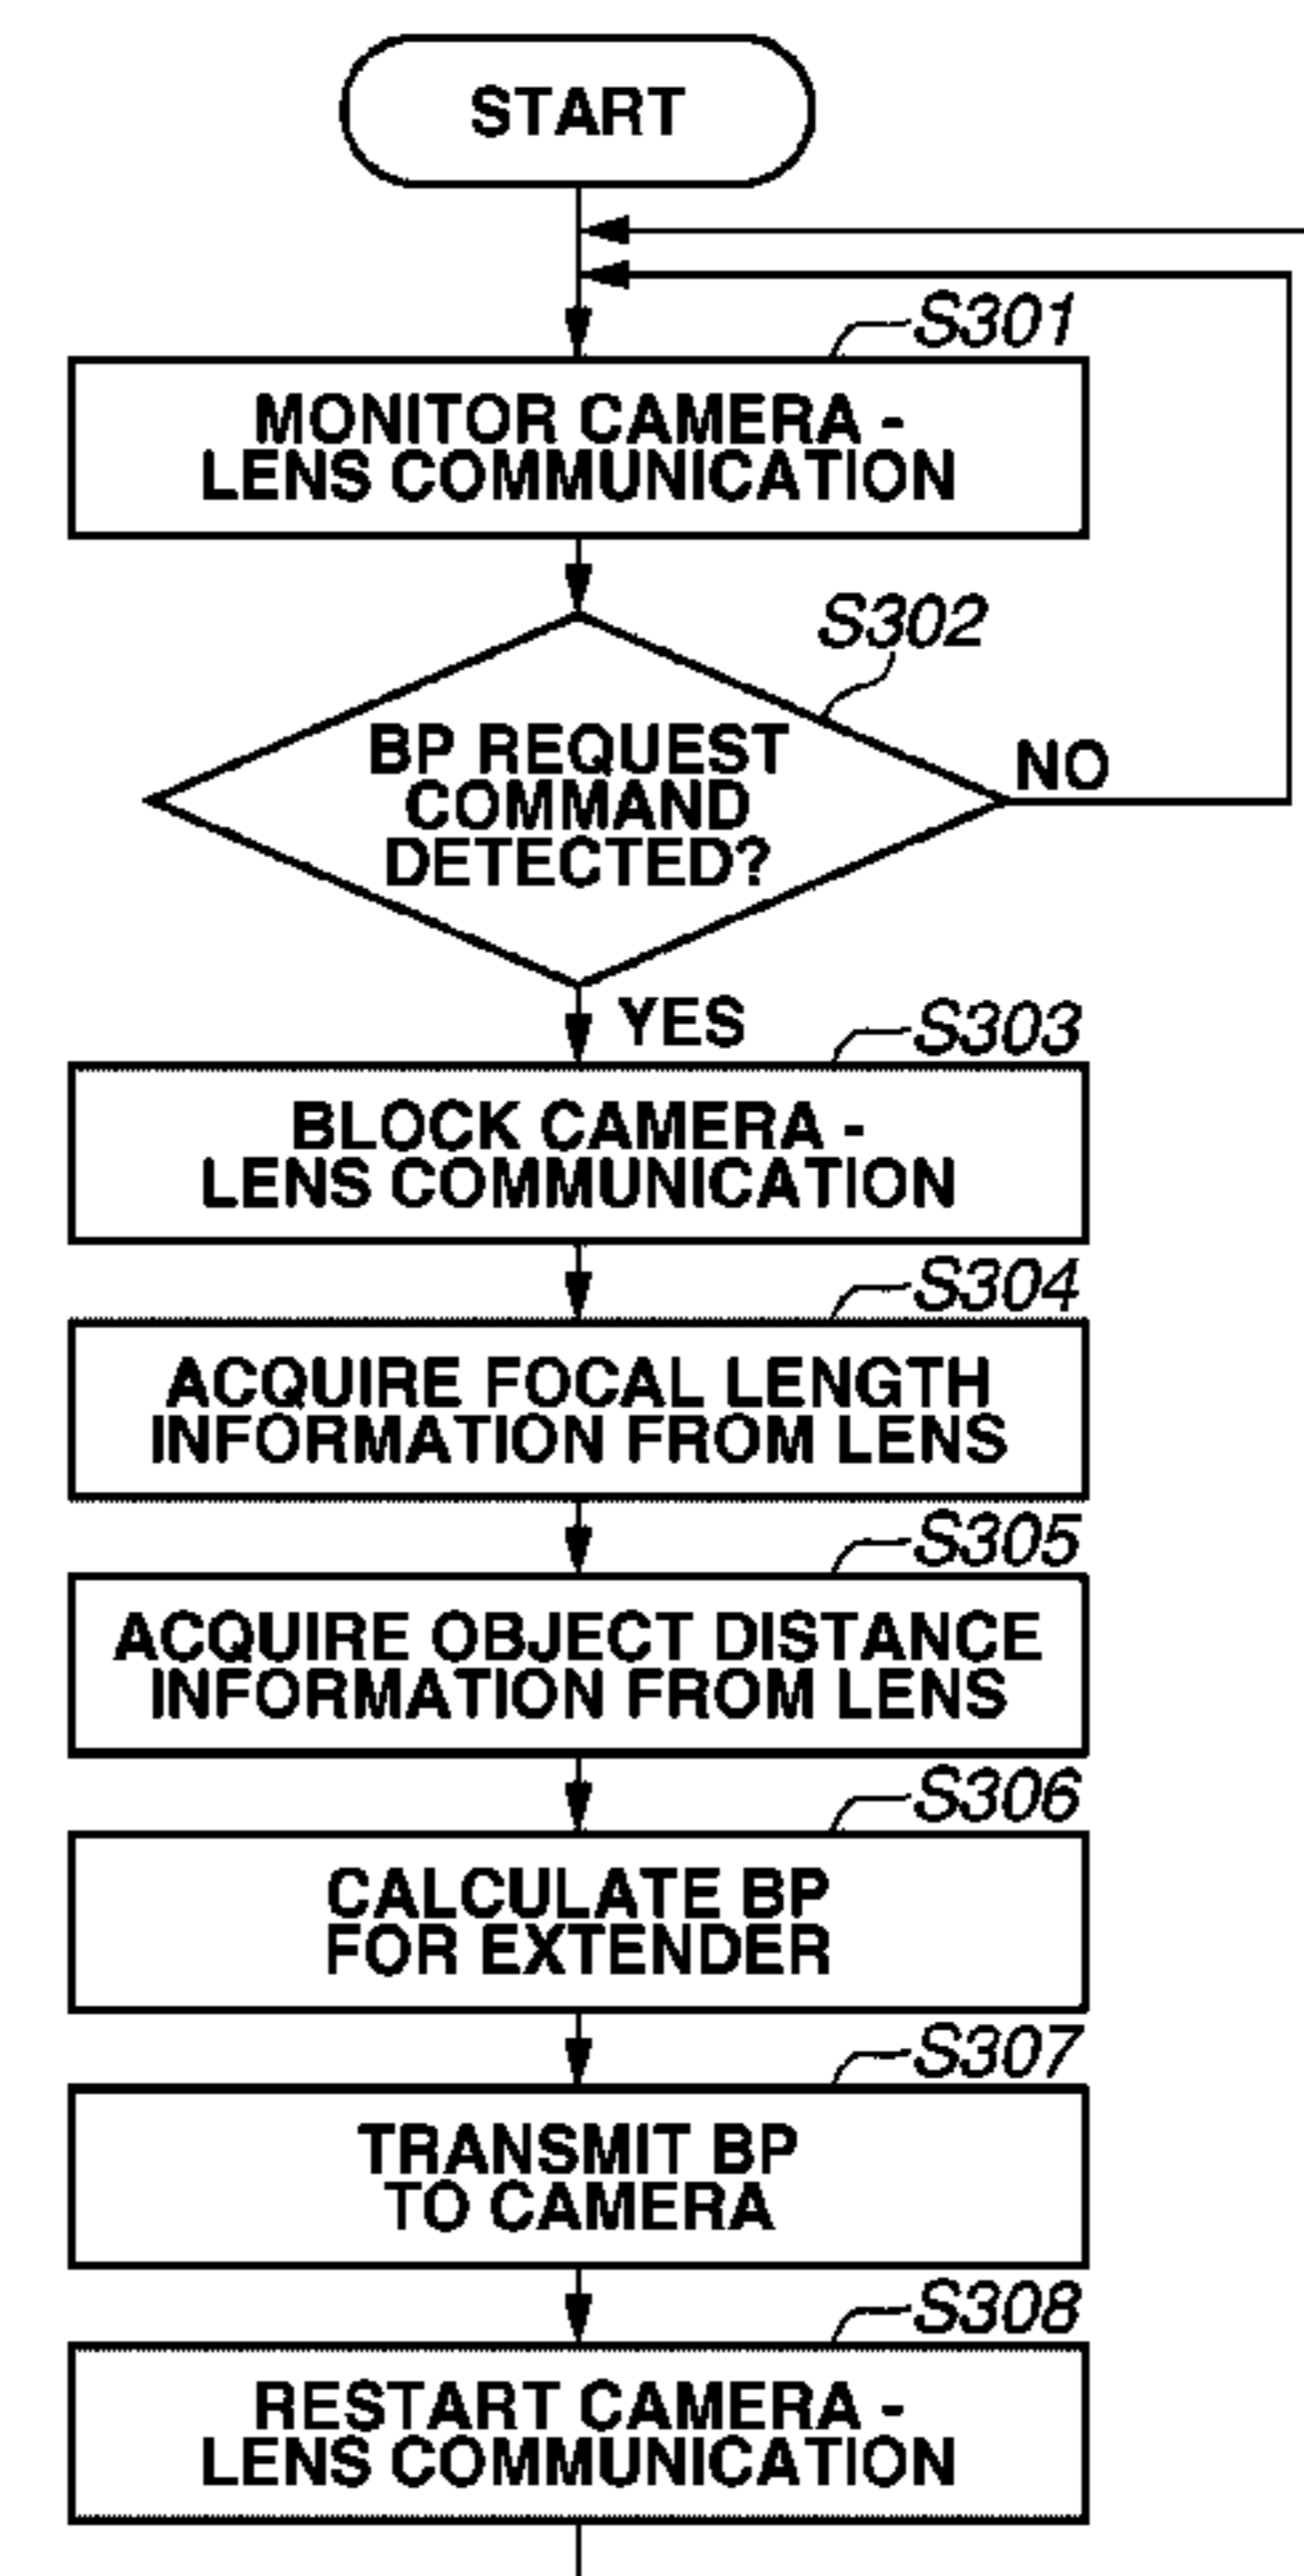 START
S301
MONITOR CAMERA -
LENS COMMUNICATION
S302
BP REQUEST
COMMAND
DETECTED?
NO
YES
S303
BLOCK CAMERA -
LENS COMMUNICATION
S304
ACQUIRE FOCAL LENGTH
INFORMATION FROM LENS
S305
ACQUIRE OBJECT DISTANCE
INFORMATION FROM LENS
S306
CALCULATE BP
FOR EXTENDER
S307
TRANSMIT BP
TO CAMERA
S308
RESTART CAMERA -
LENS COMMUNICATION